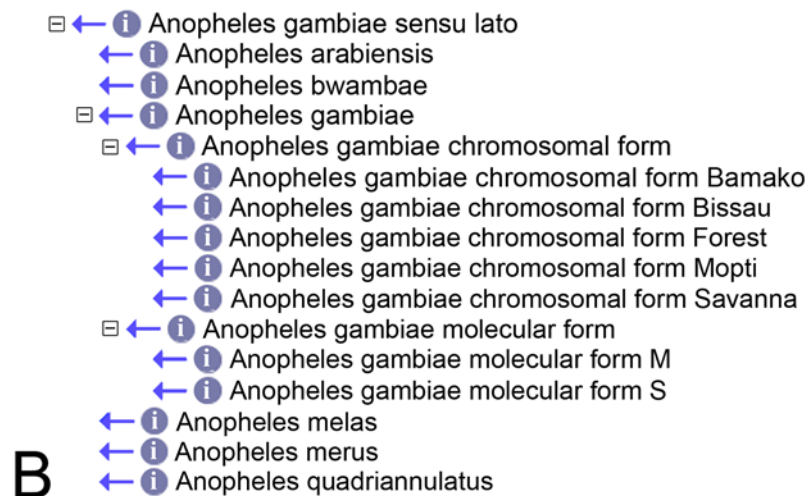 Anopheles gambiae sensu lato
Anopheles arabiensis
Anopheles bwambae
Anopheles gambiae
Anopheles gambiae chromosomal form
Anopheles gambiae chromosomal form Bamako
Anopheles gambiae chromosomal form Bissau
Anopheles gambiae chromosomal form Forest
Anopheles gambiae chromosomal form Mopti
Anopheles gambiae chromosomal form Savanna
Anopheles gambiae molecular form
Anopheles gambiae molecular form M
Anopheles gambiae molecular form S
Anopheles melas
Anopheles merus
Anopheles quadriannulatus
B